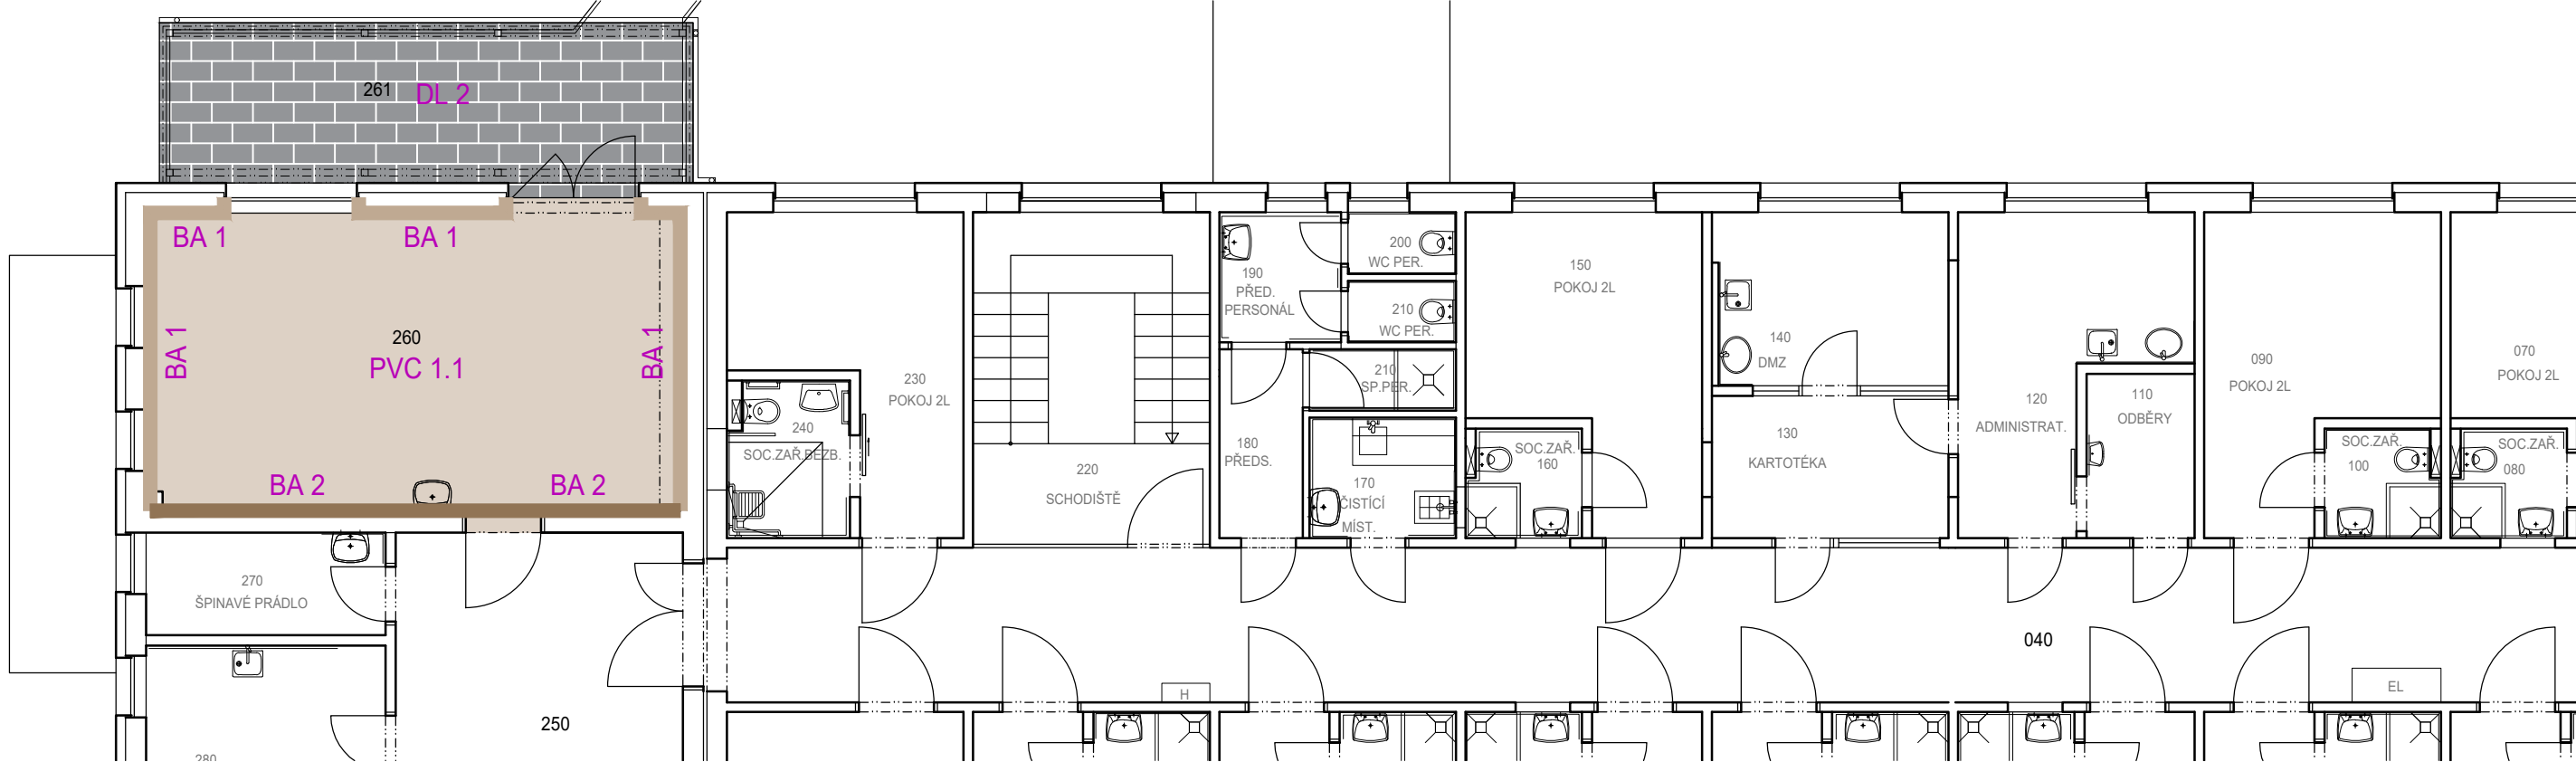 261 DL 2
BA 1
BA 1
BA 1
260
PVC 1.1
BA 1
BA 2
BA 2
230
POKOJ 2L
240
SOC.ZAŘ.BEZB.
220
SCHODIŠTĚ
190
PŘED.
PERSONÁL
200
WC PER.
210
WC PER.
210
SP.PER.
180
PŘEDS.
170
ČISTÍCÍ
MÍST.
150
POKOJ 2L
SOC.ZAŘ.
160
140
DMZ
130
KARTOTÉKA
120
ADMINISTRAT.
110
ODBĚRY
090
POKOJ 2L
SOC.ZAŘ.
100
070
POKOJ 2L
SOC.ZAŘ.
080
270
ŠPINAVÉ PRÁDLO
040
H
EL
250
280